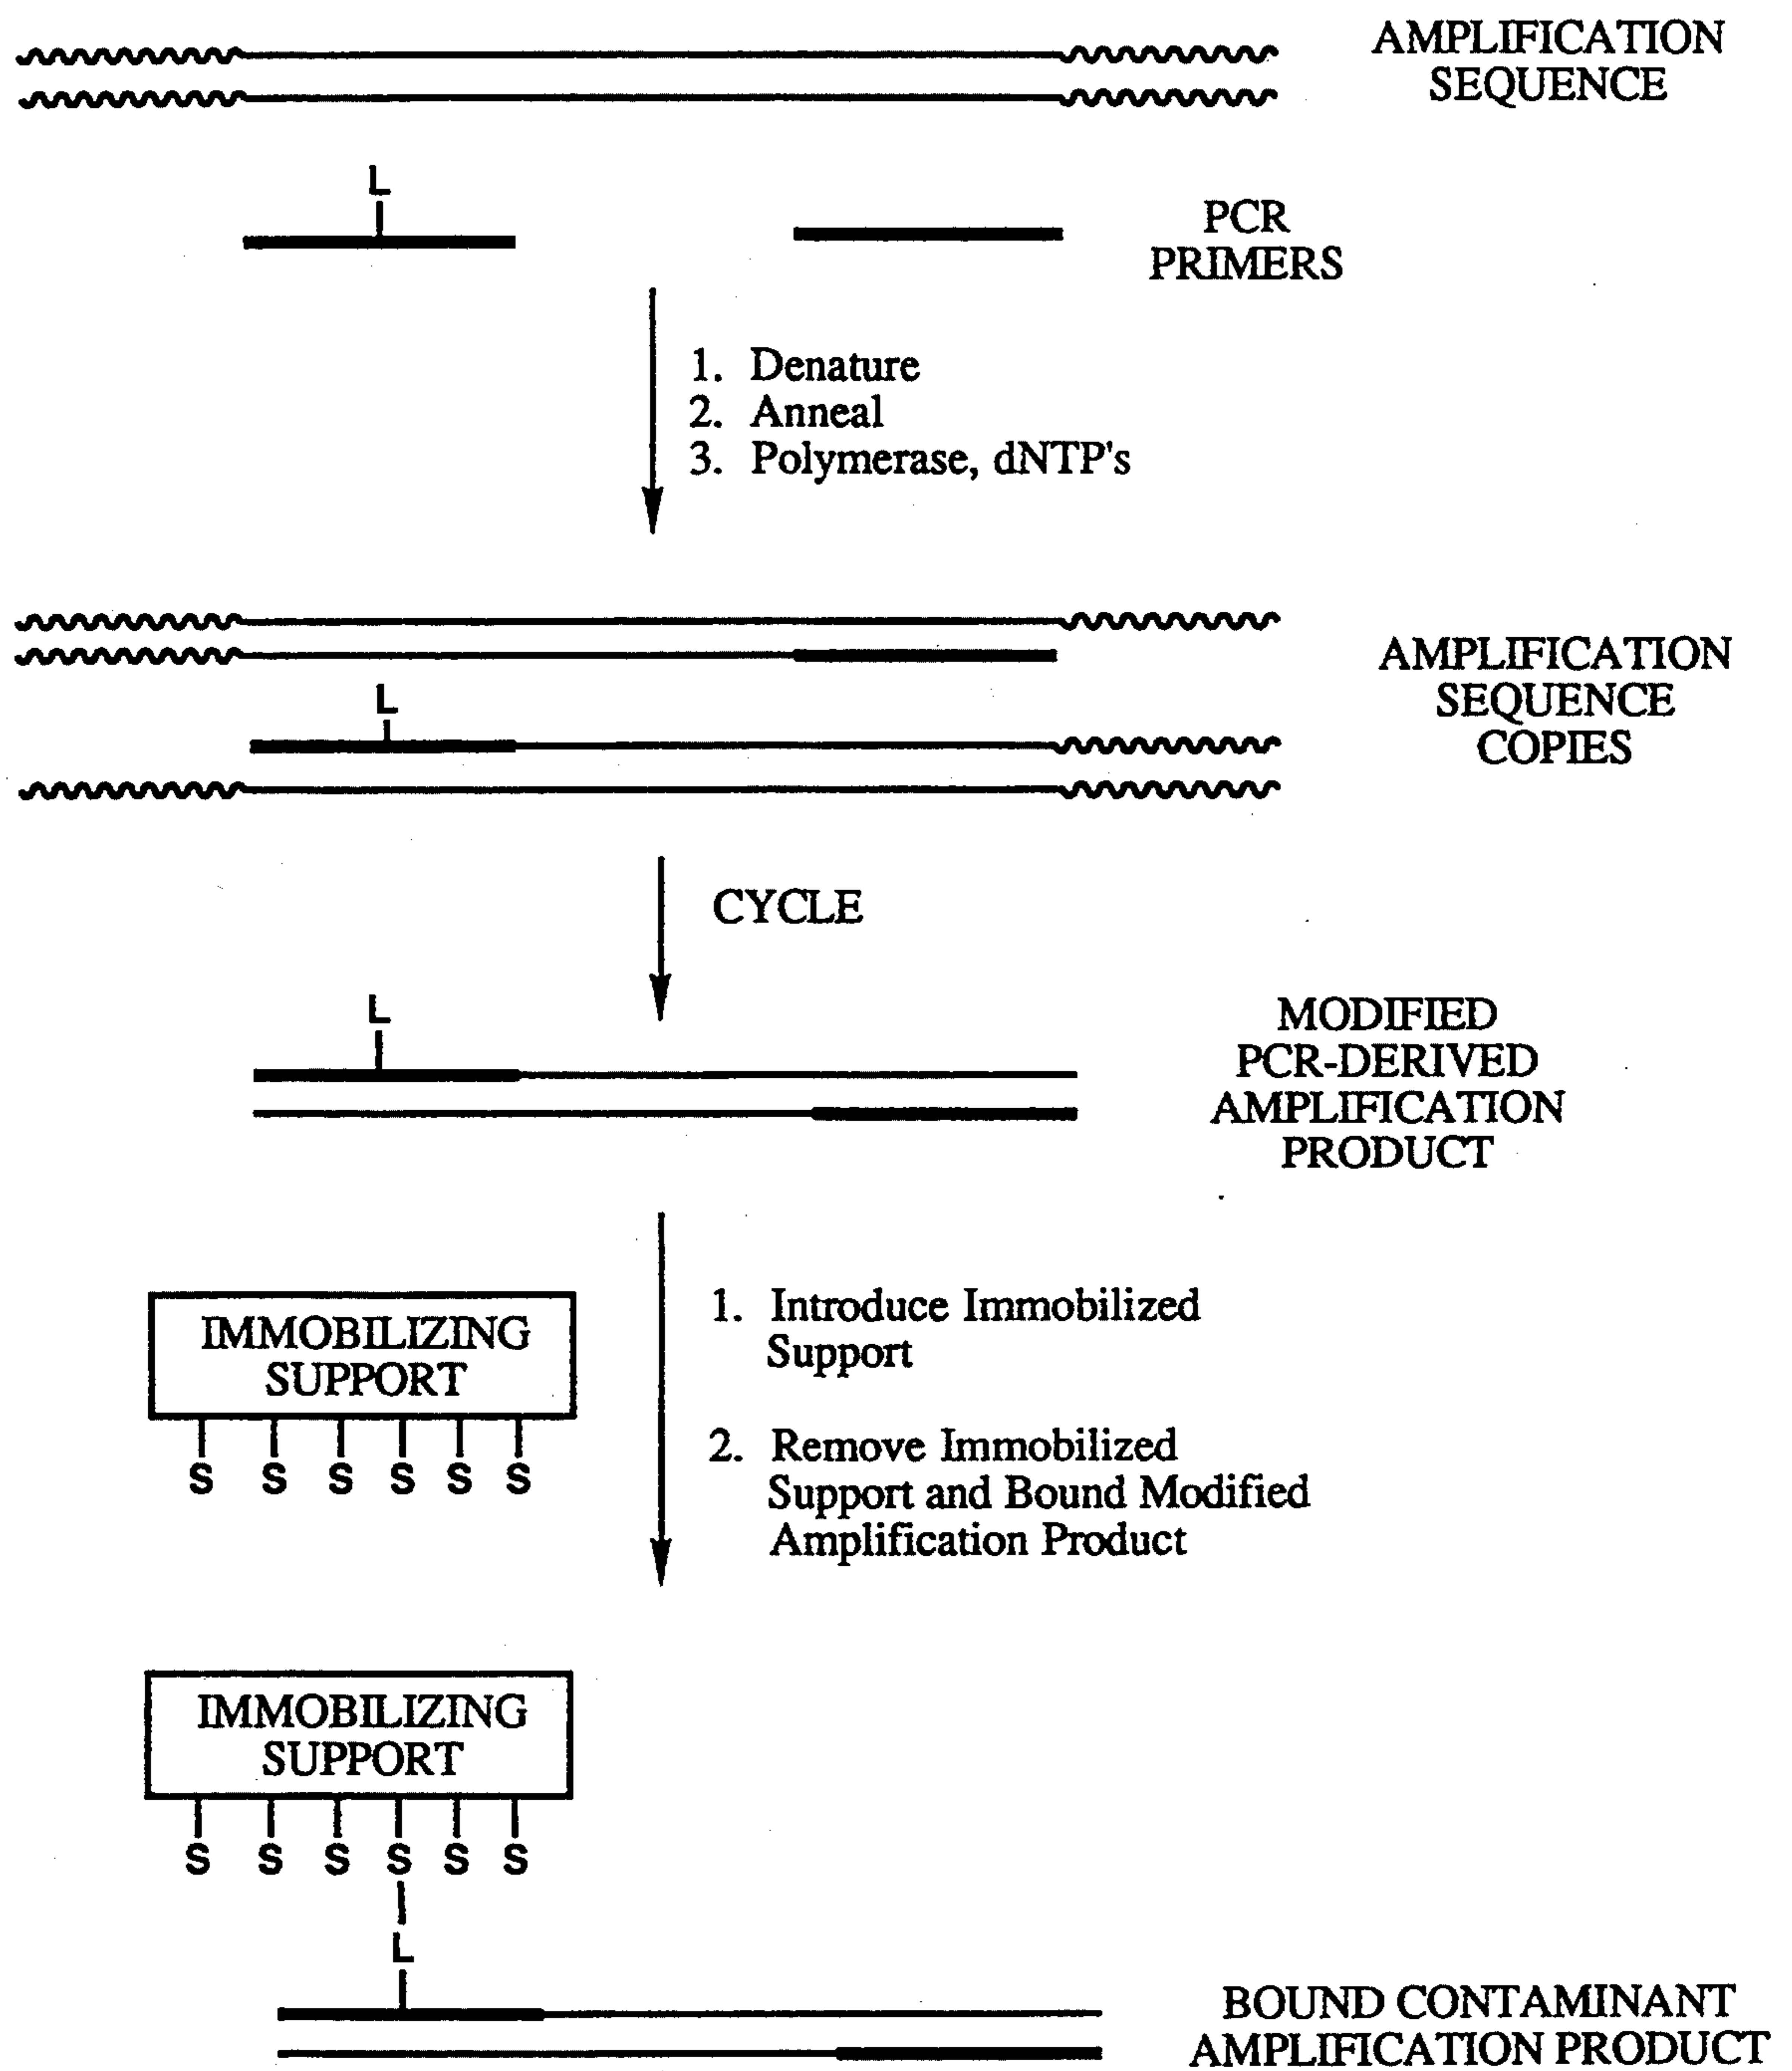 AMPLIFICATION
SEQUENCE
L
PCR
PRIMERS
1. Denature
2. Anneal
3. Polymerase, dNTP's
AMPLIFICATION
SEQUENCE
COPIES
L
CYCLE
L
MODIFIED
PCR-DERIVED
AMPLIFICATION
PRODUCT
IMMOBILIZING
SUPPORT
S S S S S S
1. Introduce Immobilized
Support
2. Remove Immobilized
Support and Bound Modified
Amplification Product
IMMOBILIZING
SUPPORT
S S S S S S
L
BOUND CONTAMINANT
AMPLIFICATION PRODUCT